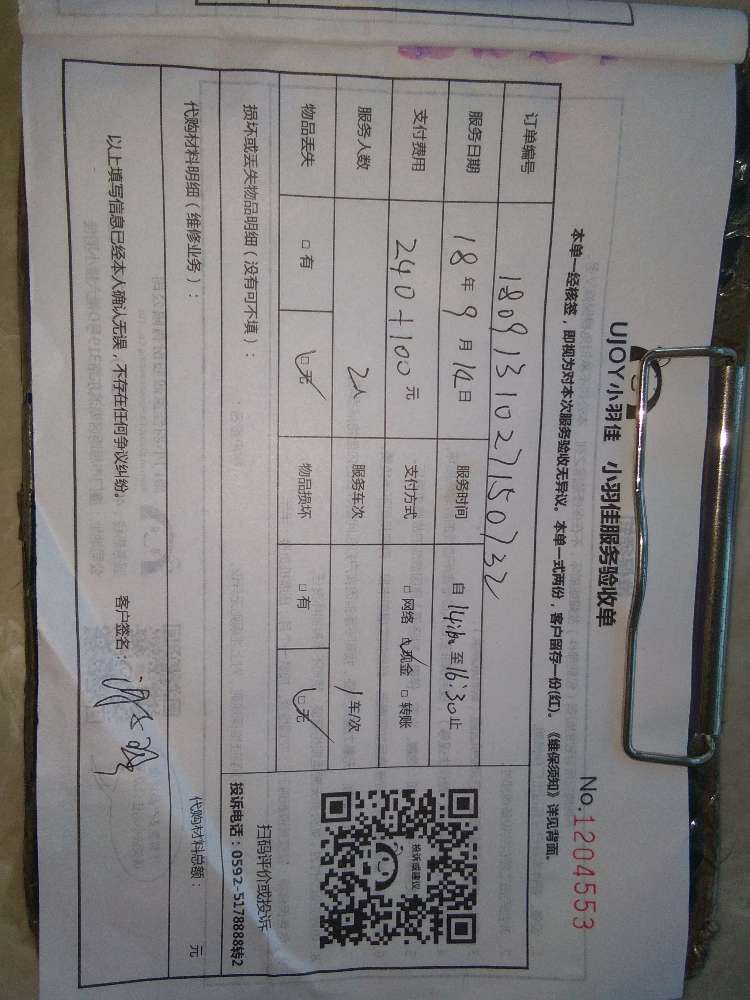 UJOY小羽佳 小羽佳服务验收单
No.1204553
本单一经核签，即视为对本次服务验收无异议。本单一式两份，客户留存一份(红)。《维保须知》详见背面。
订单编号 1809131027150732
服务日期 18年9月14日 服务时间 自 至16:30止
支付费用 240+100元 支付方式 □网络 ☑现金 □转账
服务人数 2人 服务车次 1车/次
物品丢失 □有 ☑无 物品损坏 □有 ☑无
投诉或建议
扫码评价或投诉
投诉电话：0592-5178888转2
损坏或丢失物品明细（没有可不填）：
代购材料明细（维修业务）： 代购材料总额： 元
以上填写信息已经本人确认无误，不存在任何争议纠纷。 客户签名：